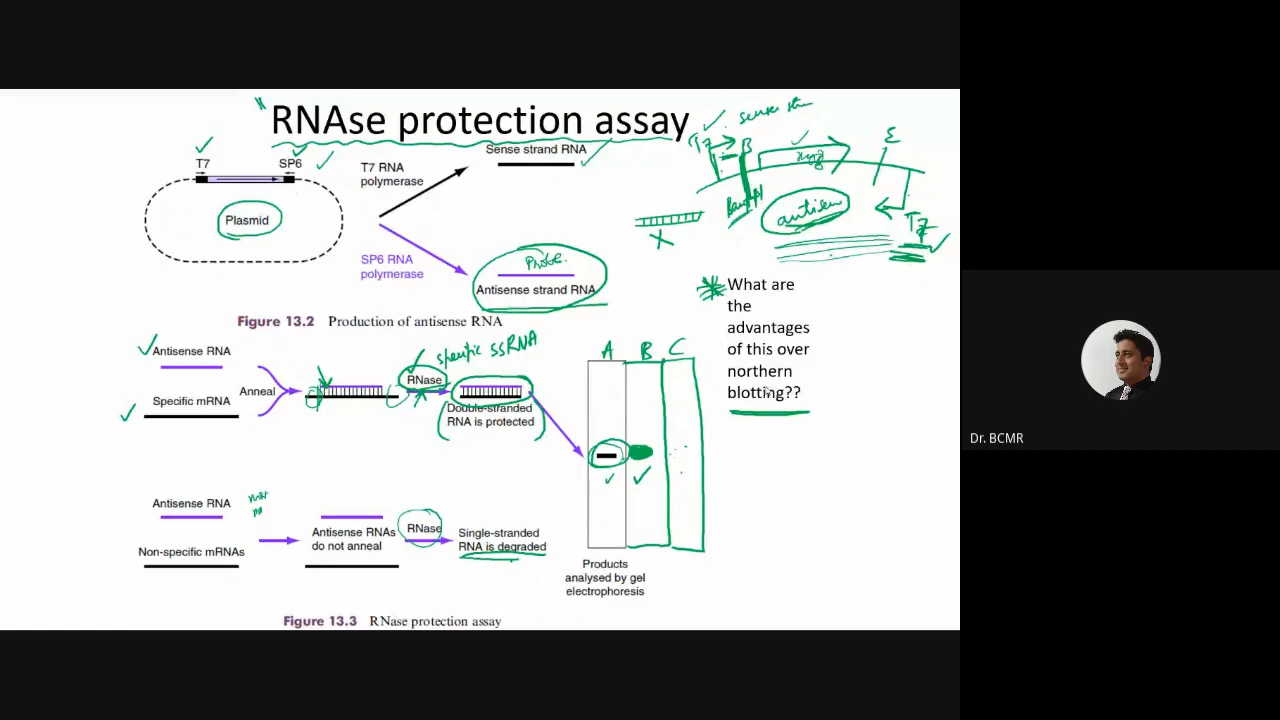 RNAse protection assay
T7
SP6
Plasmid
T7 RNA
polymerase
Sense strand RNA
SP6 RNA
polymerase
Probe
Antisense strand RNA
Figure 13.2 Production of antisense RNA
T7
B
E
BamHI
antisen
T7
What are
the
advantages
of this over
northern
blotting??
Antisense RNA
Specific mRNA
Anneal
specific ssRNA
RNase
Double-stranded
RNA is protected
A B C
Antisense RNA
Non-specific mRNAs
Antisense RNAs
do not anneal
RNase
Single-stranded
RNA is degraded
Products
analysed by gel
electrophoresis
Figure 13.3 RNase protection assay
Dr. BCMR